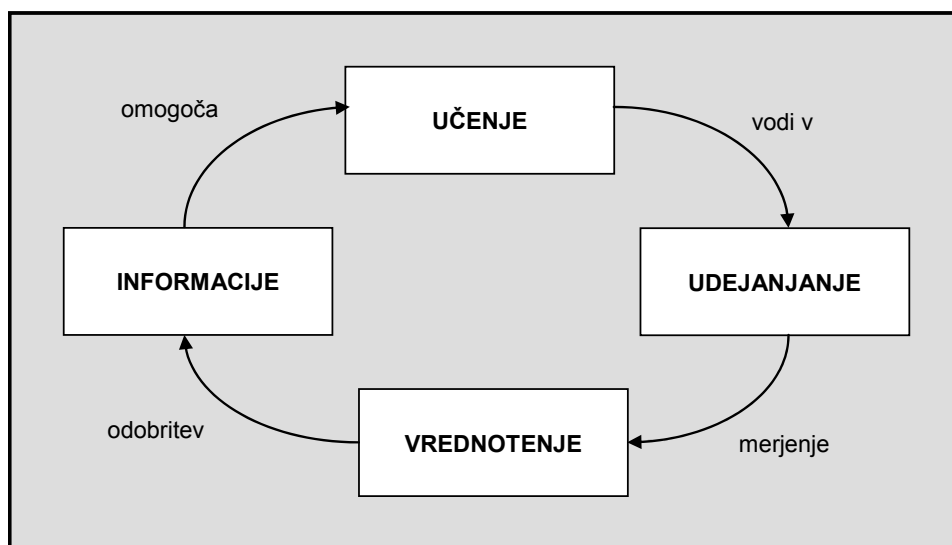 omogoča
UČENJE
vodi v
INFORMACIJE
UDEJANJANJE
odobritev
VREDNOTENJE
merjenje